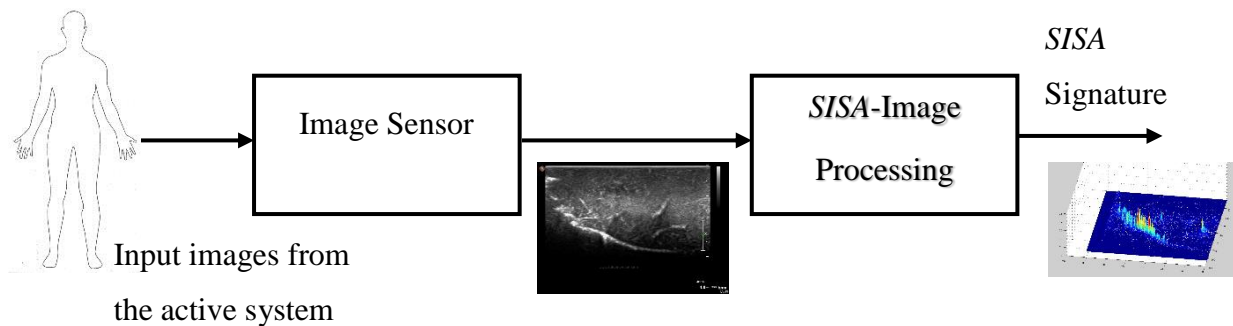 Input images from
the active system
Image Sensor
SISA-Image
Processing
SISA
Signature